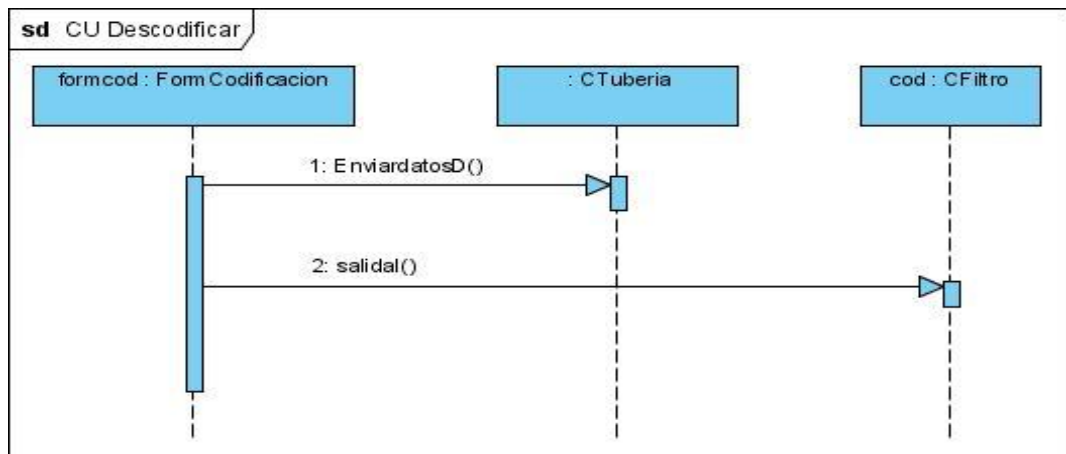 sd CU Descodificar
formcod : FormCodificacion
: CTuberia
cod : CFiltro
1: EnviardatosD()
2: salidal()